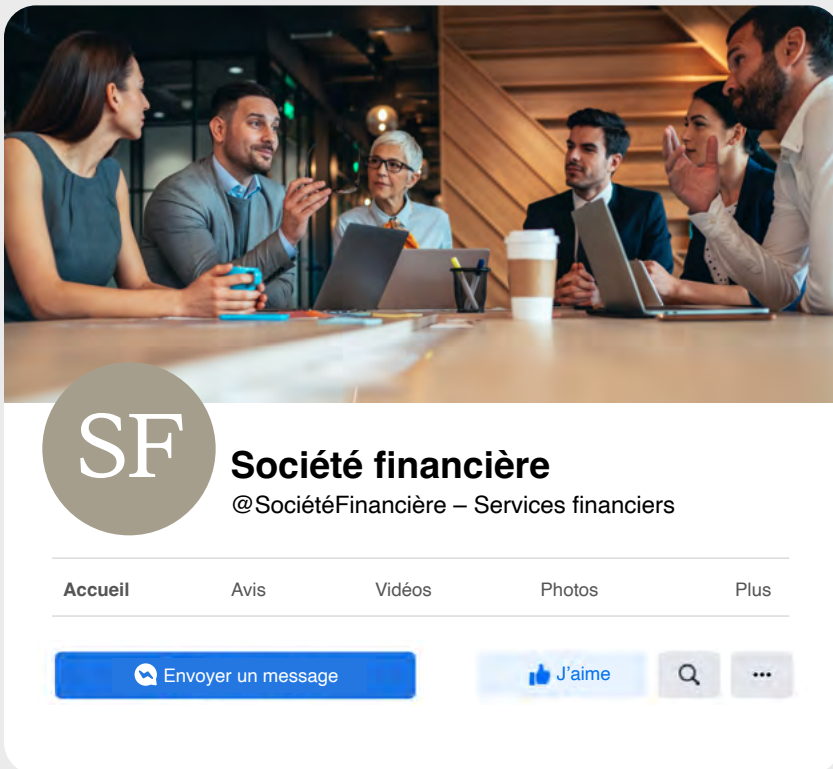 SF
Société financière
@SociétéFinancière – Services financiers
Accueil Avis Vidéos Photos Plus
Envoyer un message J'aime